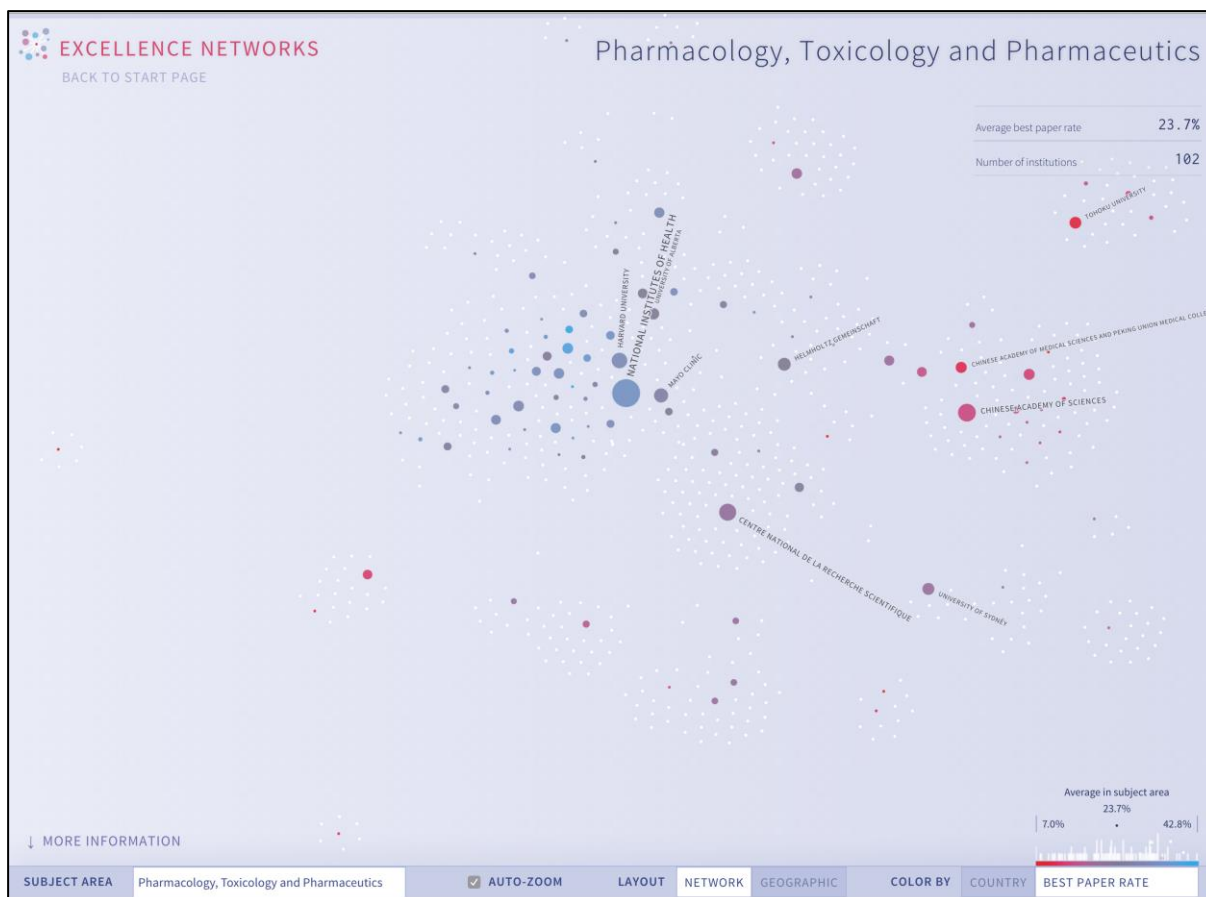 EXCELLENCE NETWORKS
BACK TO START PAGE
Pharmacology, Toxicology and Pharmaceutics
Average best paper rate 23.7%
Number of institutions 102
TOHOKU UNIVERSITY
NATIONAL INSTITUTES OF HEALTH
UNIVERSITY OF ALBERTA
HARVARD UNIVERSITY
MAYO CLINIC
HELMHOLTZ GEMEINSCHAFT
CHINESE ACADEMY OF MEDICAL SCIENCES AND PEKING UNION MEDICAL COLLE
CHINESE ACADEMY OF SCIENCES
CENTRE NATIONAL DE LA RECHERCHE SCIENTIFIQUE
UNIVERSITY OF SYDNEY
Average in subject area
23.7%
7.0% 42.8%
↓ MORE INFORMATION
SUBJECT AREA Pharmacology, Toxicology and Pharmaceutics AUTO-ZOOM LAYOUT NETWORK GEOGRAPHIC COLOR BY COUNTRY BEST PAPER RATE